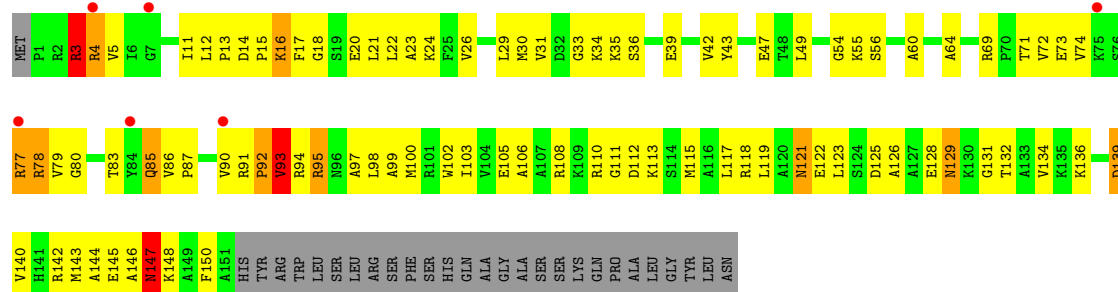 MET P1 R2 R3 R4 V5 I6 G7 I11 L12 P13 D14 P15 K16 F17 G18 S19 E20 L21 L22 A23 K24 F25 V26 L29 M30 V31 D32 G33 K34 K35 S36 E39 V42 Y43 E47 T48 L49 G54 K55 S56 A60 A64 R69 P70 T71 V72 E73 V74 K75 S76
R77 R78 V79 G80 T83 Y84 Q85 V86 P87 V90 R91 P92 V93 R94 R95 N96 A97 L98 A99 M100 R101 W102 I103 V104 E105 A106 A107 R108 K109 R110 G111 D112 K113 S114 M115 A116 L117 R118 L119 A120 N121 E122 L123 S124 D125 A126 A127 E128 N129 K130 G131 T132 A133 V134 K135 K136 D139
V140 H141 R142 M143 A144 E145 A146 N147 K148 A149 F150 A151 HIS TYR ARG TRP LEU SER LEU ARG SER PHE SER HIS GLN ALA GLY ALA SER SER LYS GLN PRO ALA LEU GLY TYR LEU ASN